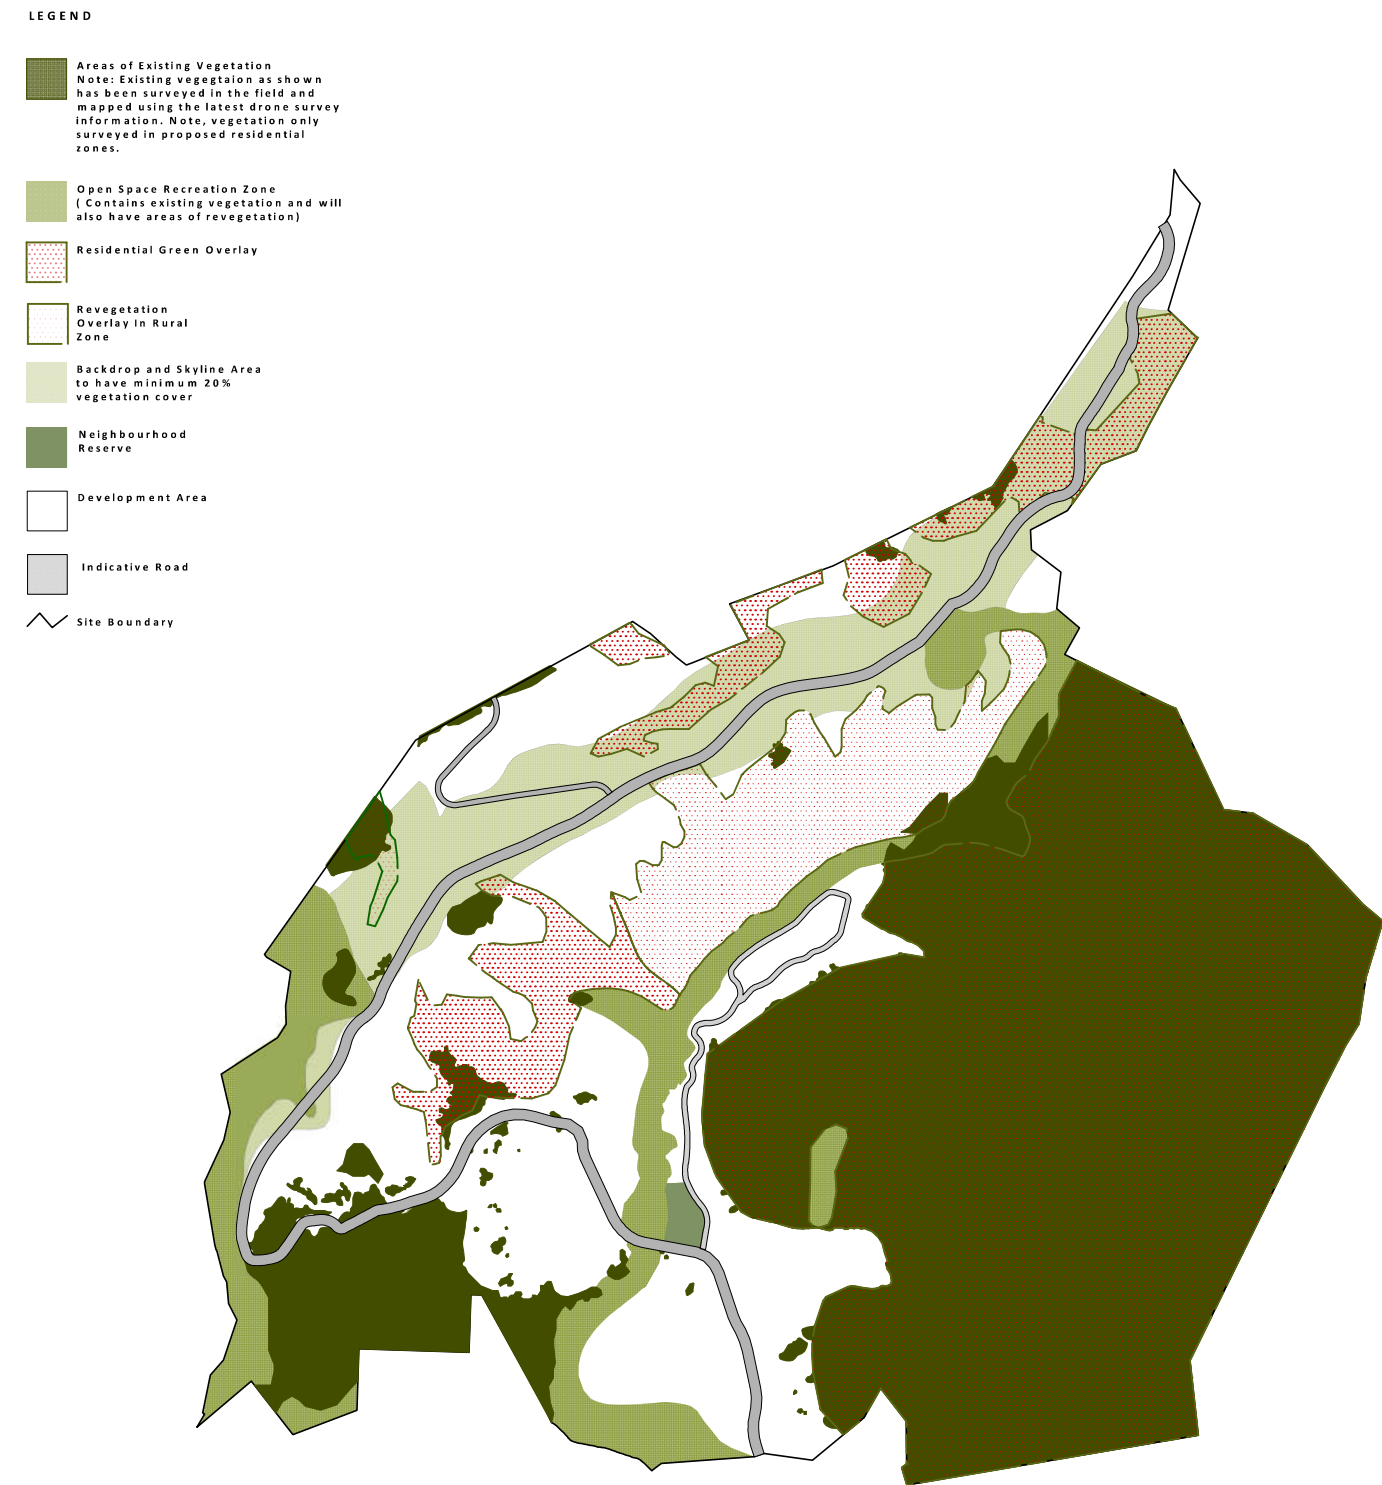 LEGEND
Areas of Existing Vegetation
Note: Existing vegegtaion as shown
has been surveyed in the field and
mapped using the latest drone survey
information. Note, vegetation only
surveyed in proposed residential
zones.
Open Space Recreation Zone
( Contains existing vegetation and will
also have areas of revegetation)
Residential Green Overlay
Revegetation
Overlay In Rural
Zone
Backdrop and Skyline Area
to have minimum 20%
vegetation cover
Neighbourhood
Reserve
Development Area
Indicative Road
Site Boundary